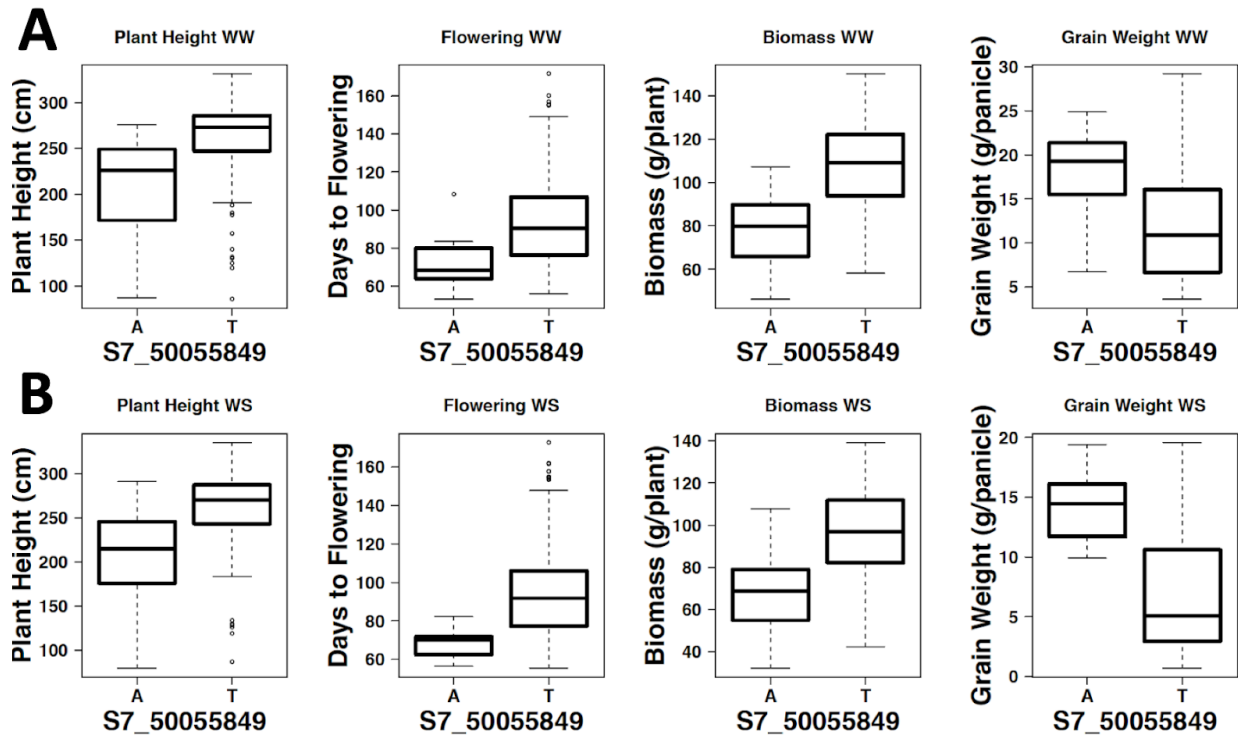 A
Plant Height WW
Plant Height (cm)
300
250
200
150
100
A T
S7_50055849
Flowering WW
Days to Flowering
160
140
120
100
80
60
A T
S7_50055849
Biomass WW
Biomass (g/plant)
140
120
100
80
60
A T
S7_50055849
Grain Weight WW
Grain Weight (g/panicle)
30
25
20
15
10
5
A T
S7_50055849
B
Plant Height WS
Plant Height (cm)
300
250
200
150
100
A T
S7_50055849
Flowering WS
Days to Flowering
160
140
120
100
80
60
A T
S7_50055849
Biomass WS
Biomass (g/plant)
140
120
100
80
60
40
A T
S7_50055849
Grain Weight WS
Grain Weight (g/panicle)
20
15
10
5
0
A T
S7_50055849